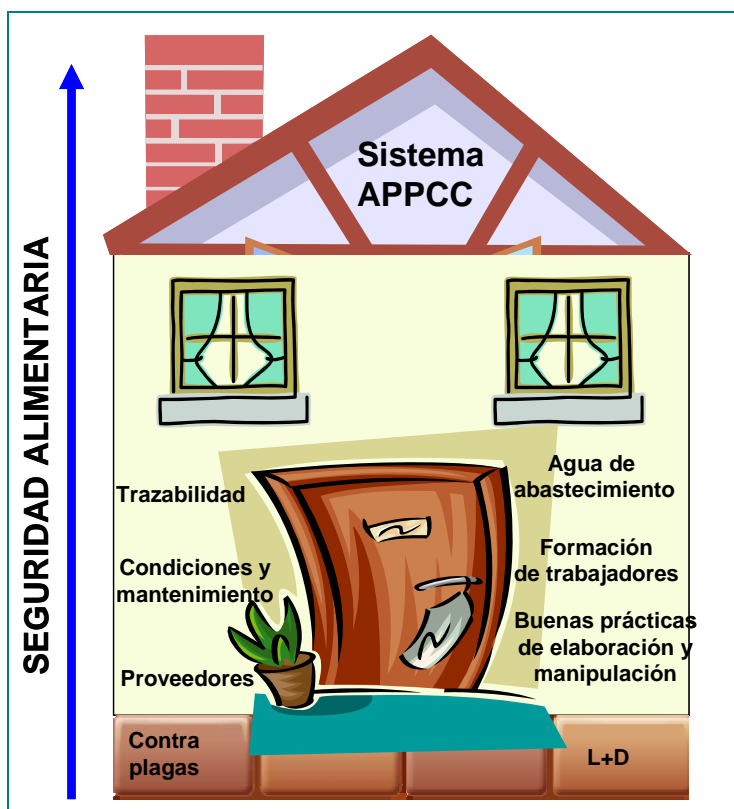 SEGURIDAD ALIMENTARIA
Sistema
APPCC
Trazabilidad
Condiciones y
mantenimiento
Proveedores
Agua de
abastecimiento
Formación
de trabajadores
Buenas prácticas
de elaboración y
manipulación
Contra
plagas
L+D